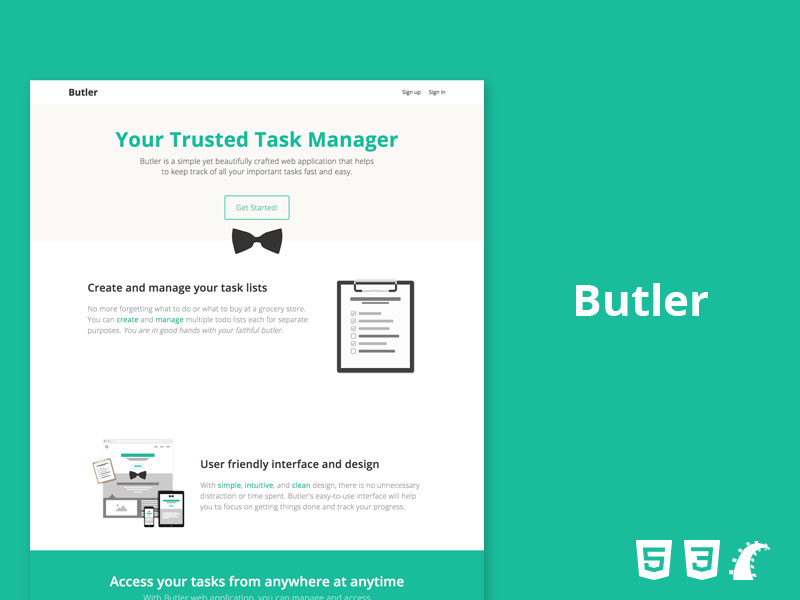 Butler
Sign up Sign in
Your Trusted Task Manager
Butler is a simple yet beautifully crafted web application that helps
to keep track of all your important tasks fast and easy.
Get Started!
Create and manage your task lists
No more forgetting what to do or what to buy at a grocery store.
You can create and manage multiple todo lists each for separate
purposes. You are in good hands with your faithful butler.
User friendly interface and design
With simple, intuitive, and clean design, there is no unnecessary
distraction or time spent. Butler's easy-to-use interface will help
you to focus on getting things done and track your progress.
Access your tasks from anywhere at anytime
With Butler web application, you can manage and access
Butler
5 3